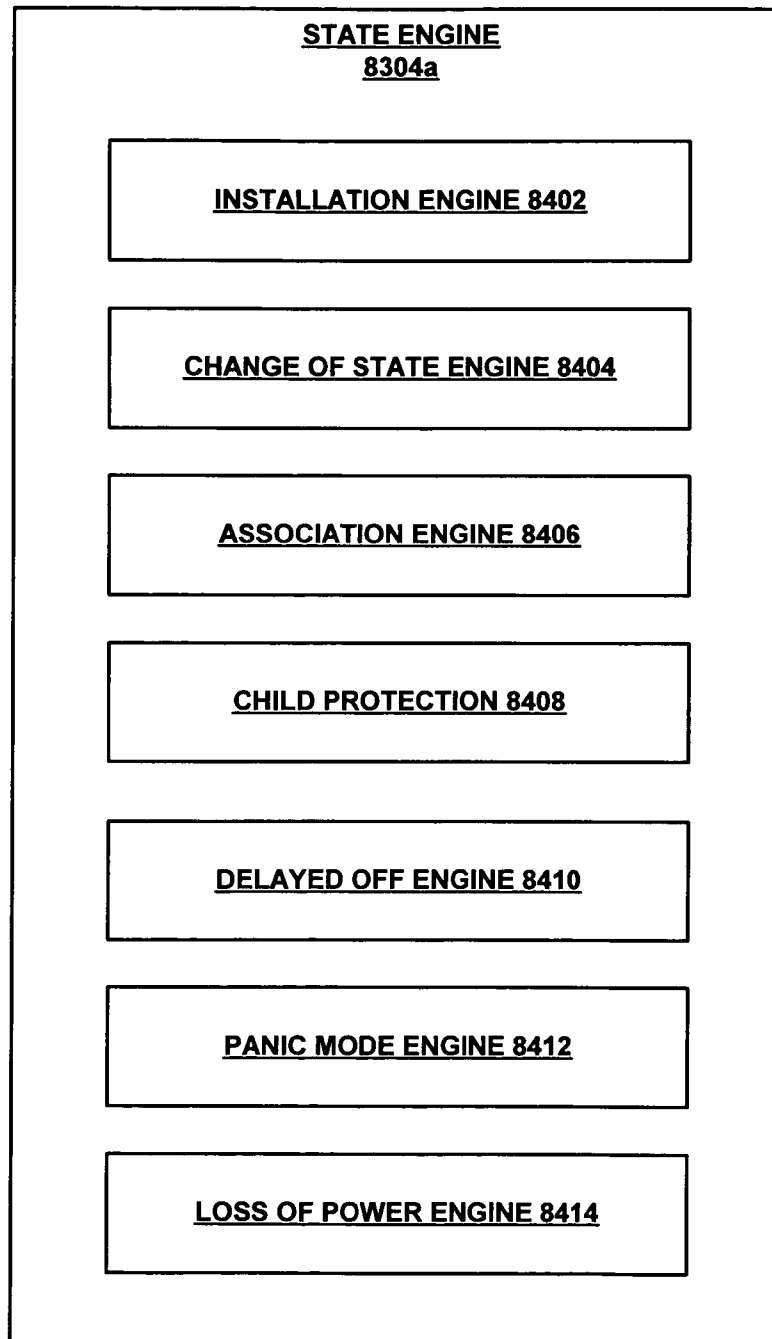 STATE ENGINE
8304a
INSTALLATION ENGINE 8402
CHANGE OF STATE ENGINE 8404
ASSOCIATION ENGINE 8406
CHILD PROTECTION 8408
DELAYED OFF ENGINE 8410
PANIC MODE ENGINE 8412
LOSS OF POWER ENGINE 8414